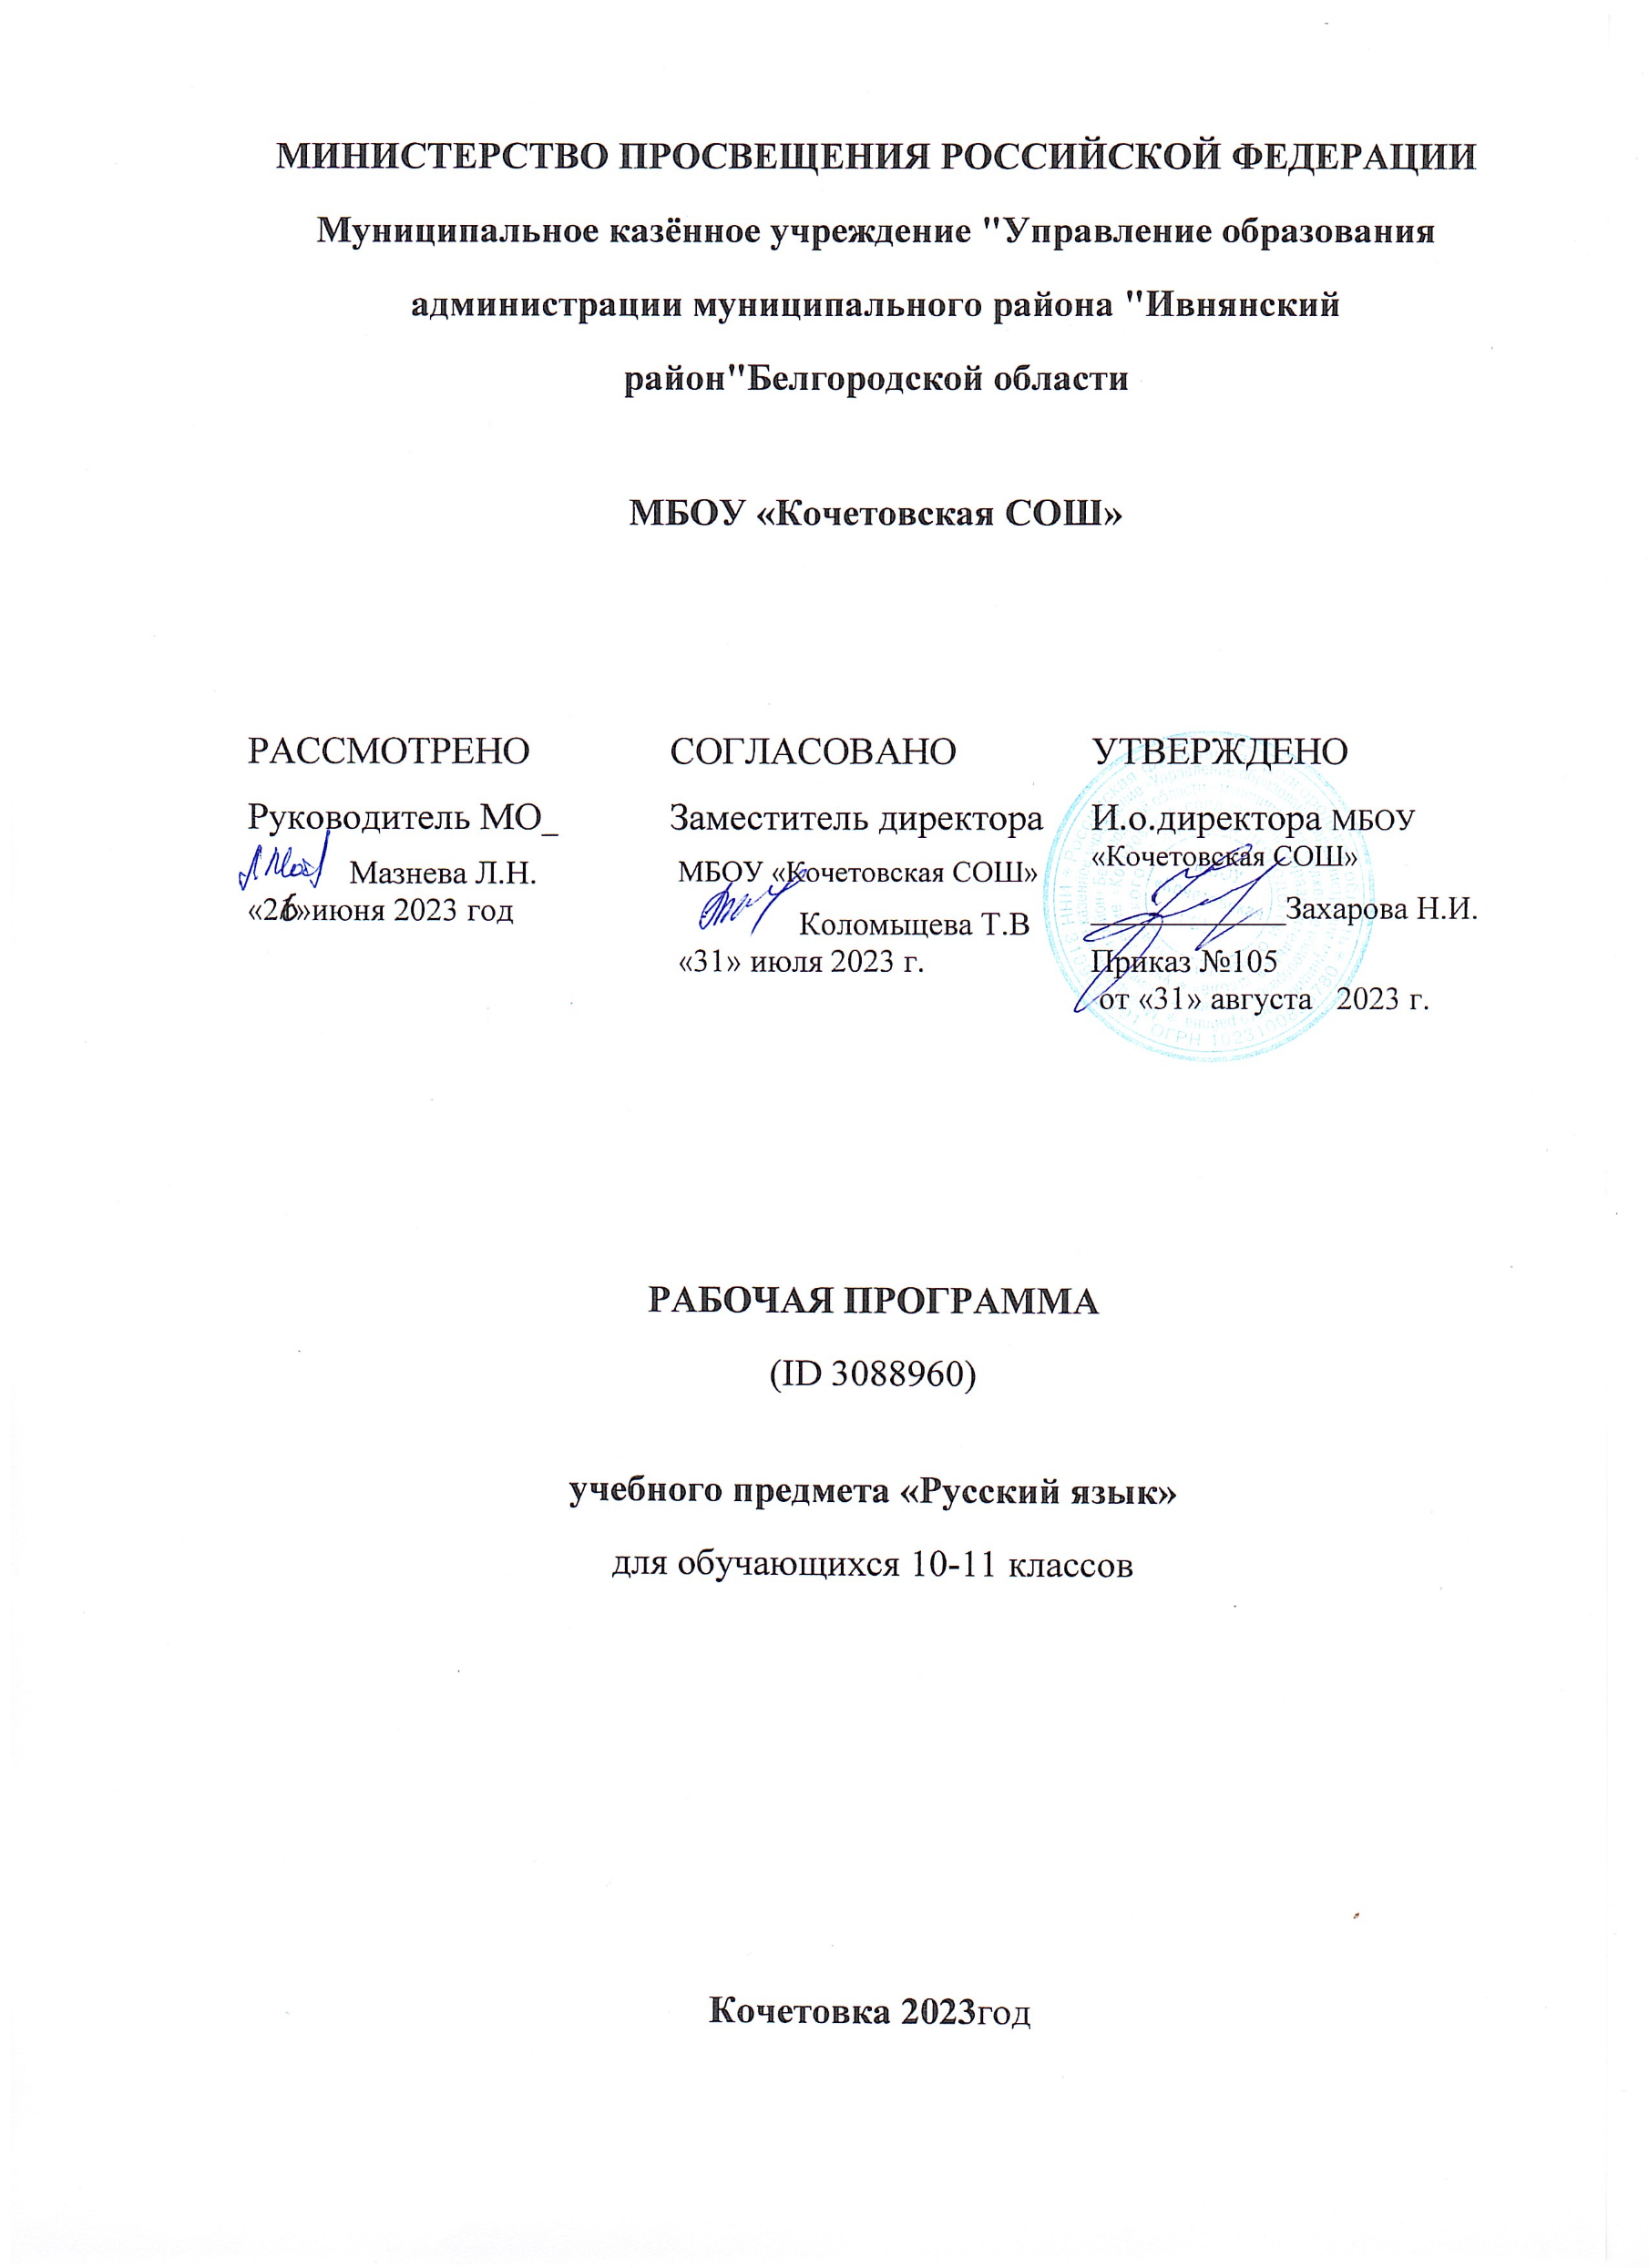 МИНИСТЕРСТВО ПРОСВЕЩЕНИЯ РОССИЙСКОЙ ФЕДЕРАЦИИ
Муниципальное казённое учреждение "Управление образования
администрации муниципального района "Ивнянский
район"Белгородской области
МБОУ «Кочетовская СОШ»
РАССМОТРЕНО
Руководитель МО_
Мазнева Л.Н.
«26»июня 2023 год
СОГЛАСОВАНО
Заместитель директора
МБОУ «Кочетовская СОШ»
Коломыцева Т.В
«31» июля 2023 г.
УТВЕРЖДЕНО
И.о.директора МБОУ
«Кочетовская СОШ»
____________Захарова Н.И.
Приказ №105
от «31» августа 2023 г.
РАБОЧАЯ ПРОГРАММА
(ID 3088960)
учебного предмета «Русский язык»
для обучающихся 10-11 классов
Кочетовка 2023год